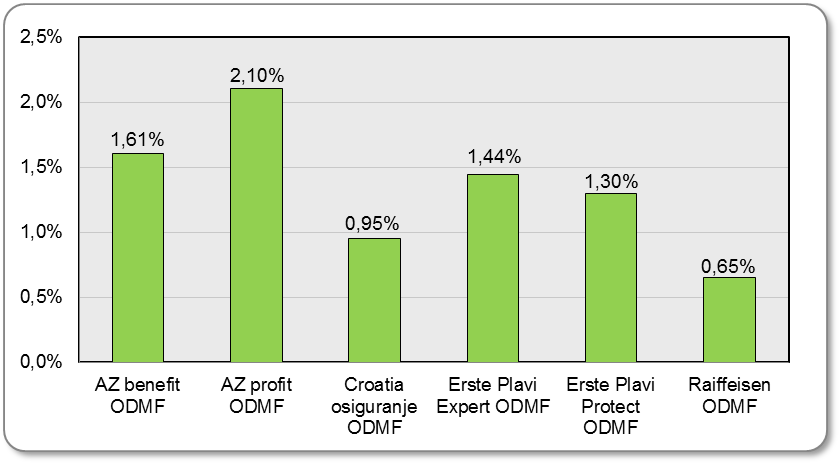 2,5%
2,0%
1,5%
1,0%
0,5%
0,0%
1,61%
2,10%
0,95%
1,44%
1,30%
0,65%
AZ benefit
ODMF
AZ profit
ODMF
Croatia
osiguranje
ODMF
Erste Plavi
Expert ODMF
Erste Plavi
Protect
ODMF
Raiffeisen
ODMF